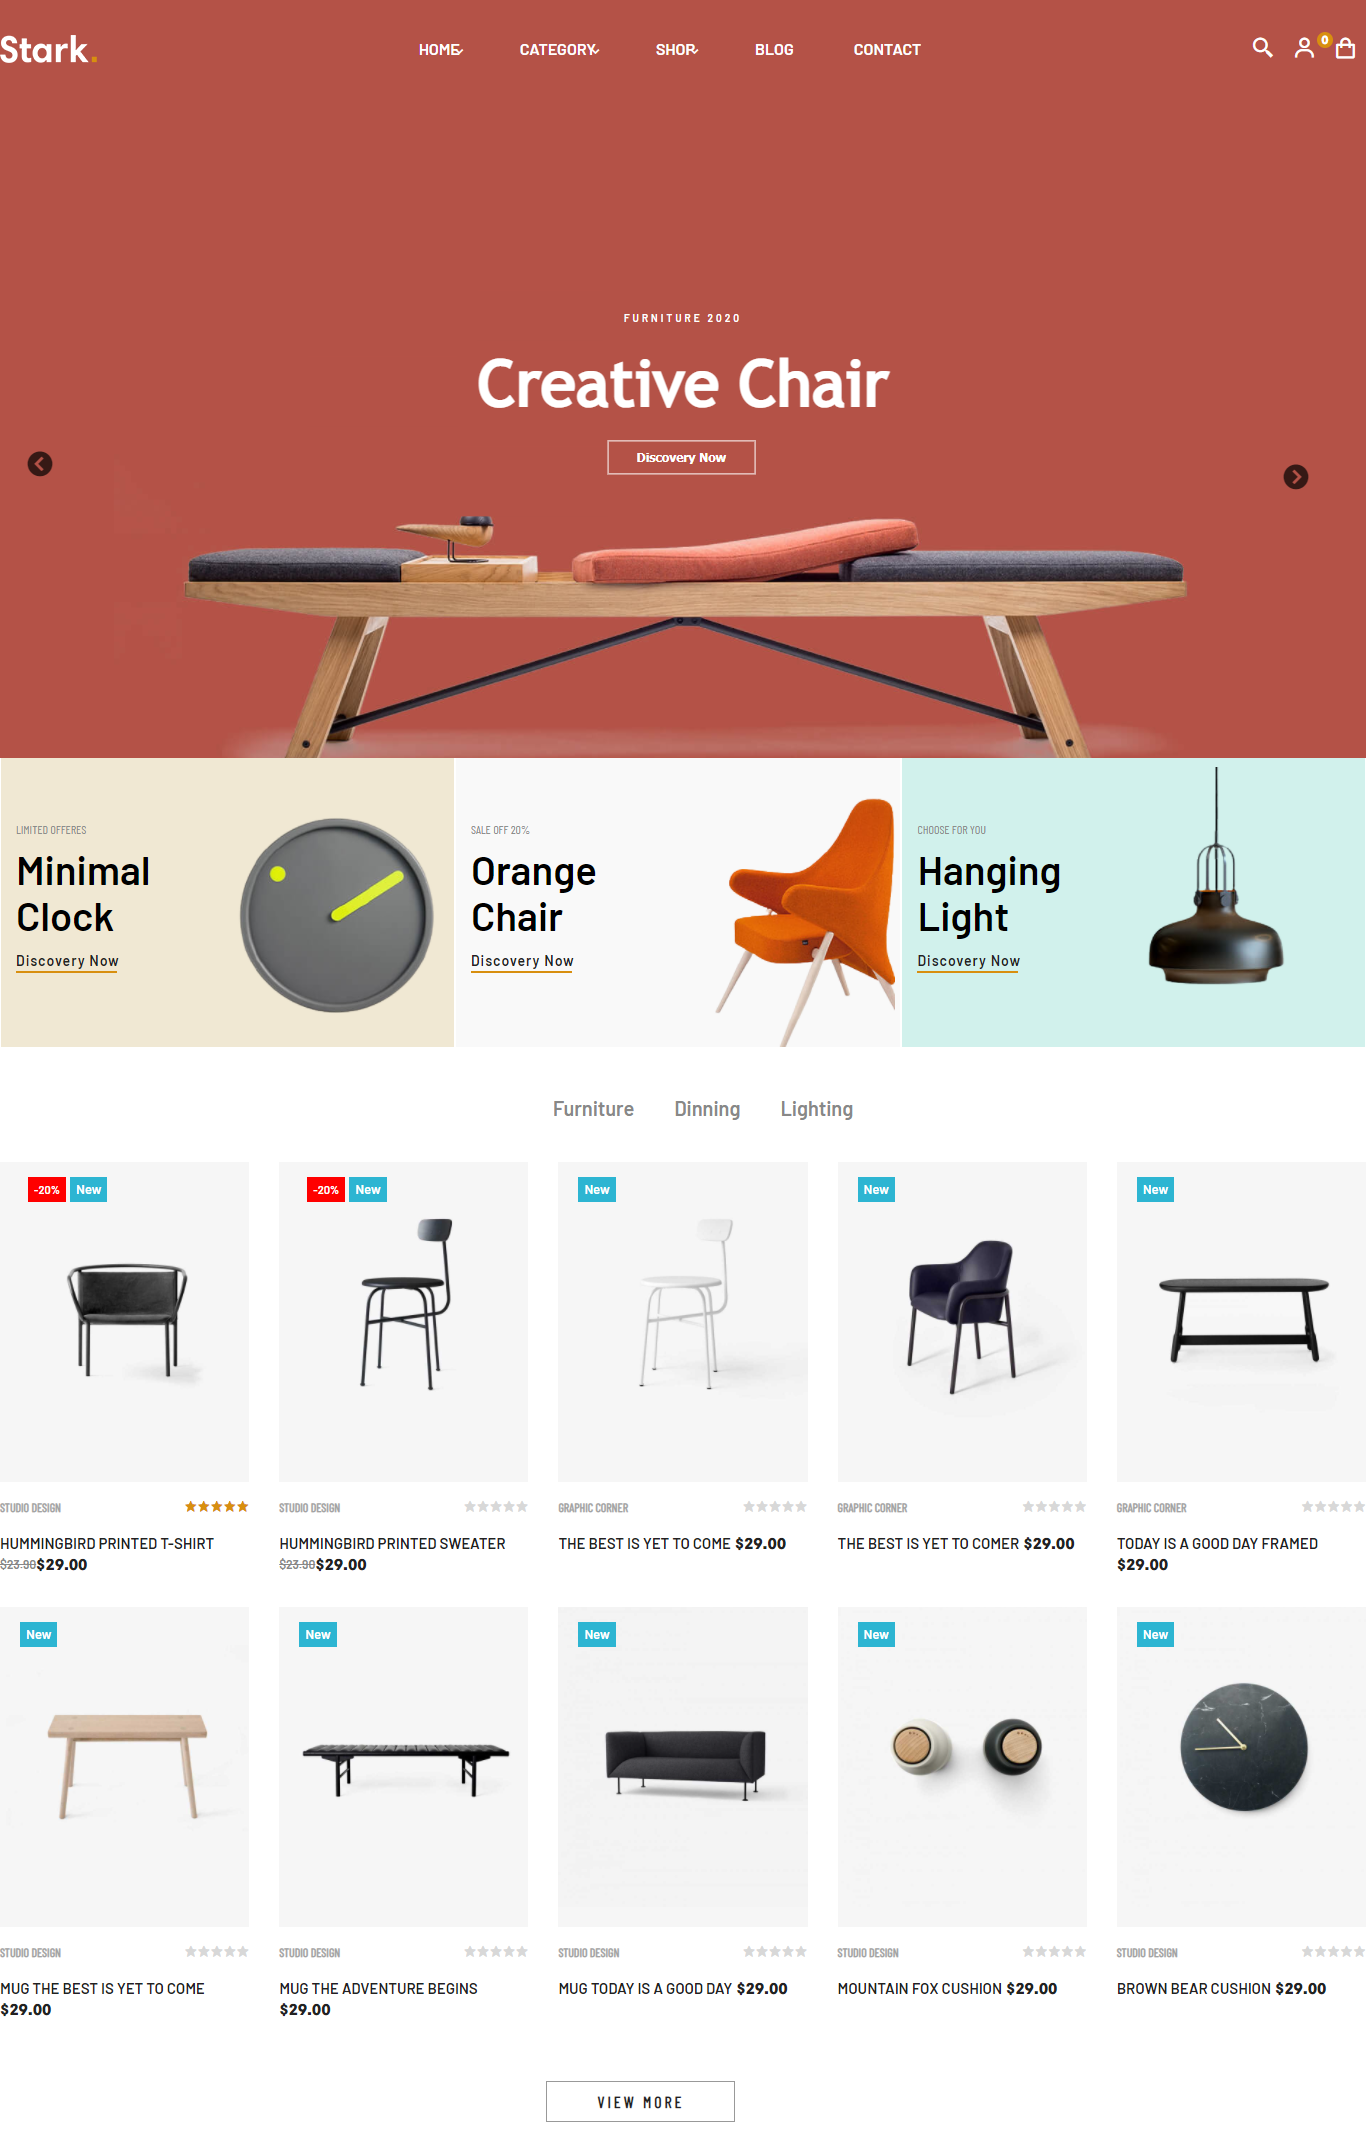 Stark.
HOME
CATEGORY
SHOP
BLOG
CONTACT
0
FURNITURE 2020
Creative Chair
Discovery Now
LIMITED OFFERES
Minimal
Clock
Discovery Now
SALE OFF 20%
Orange
Chair
Discovery Now
CHOOSE FOR YOU
Hanging
Light
Discovery Now
Furniture
Dinning
Lighting
-20%
New
-20%
New
New
New
New
STUDIO DESIGN
STUDIO DESIGN
GRAPHIC CORNER
GRAPHIC CORNER
GRAPHIC CORNER
HUMMINGBIRD PRINTED T-SHIRT
$23.90$29.00
HUMMINGBIRD PRINTED SWEATER
$23.90$29.00
THE BEST IS YET TO COME $29.00
THE BEST IS YET TO COMER $29.00
TODAY IS A GOOD DAY FRAMED
$29.00
New
New
New
New
New
STUDIO DESIGN
STUDIO DESIGN
STUDIO DESIGN
STUDIO DESIGN
STUDIO DESIGN
MUG THE BEST IS YET TO COME
$29.00
MUG THE ADVENTURE BEGINS
$29.00
MUG TODAY IS A GOOD DAY $29.00
MOUNTAIN FOX CUSHION $29.00
BROWN BEAR CUSHION $29.00
VIEW MORE